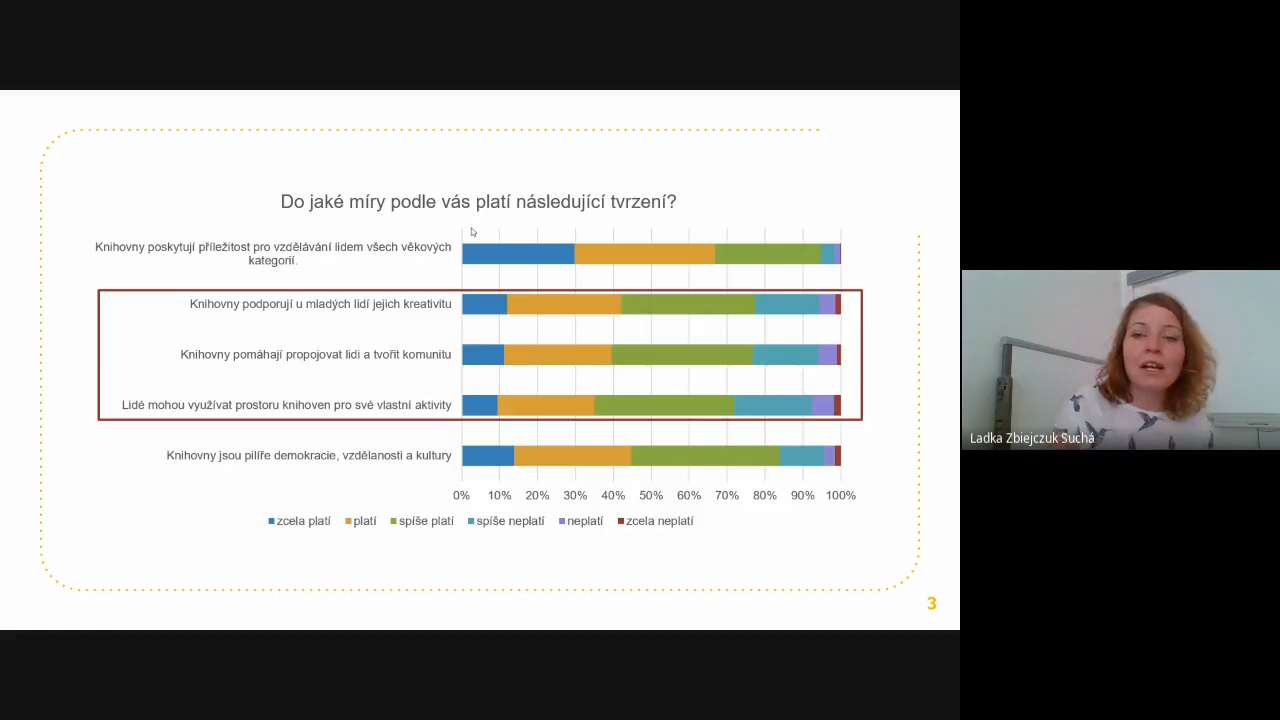 Do jaké míry podle vás platí následující tvrzení?
Knihovny poskytují příležitost pro vzdělávání lidem všech věkových
kategorií.
Knihovny podporují u mladých lidí jejich kreativitu
Knihovny pomáhají propojovat lidi a tvořit komunitu
Lidé mohou využívat prostoru knihoven pro své vlastní aktivity
Knihovny jsou pilíře demokracie, vzdělanosti a kultury
0% 10% 20% 30% 40% 50% 60% 70% 80% 90% 100%
zcela platí platí spíše platí spíše neplatí neplatí zcela neplatí
3
Ladka Zbiejczuk Suchá